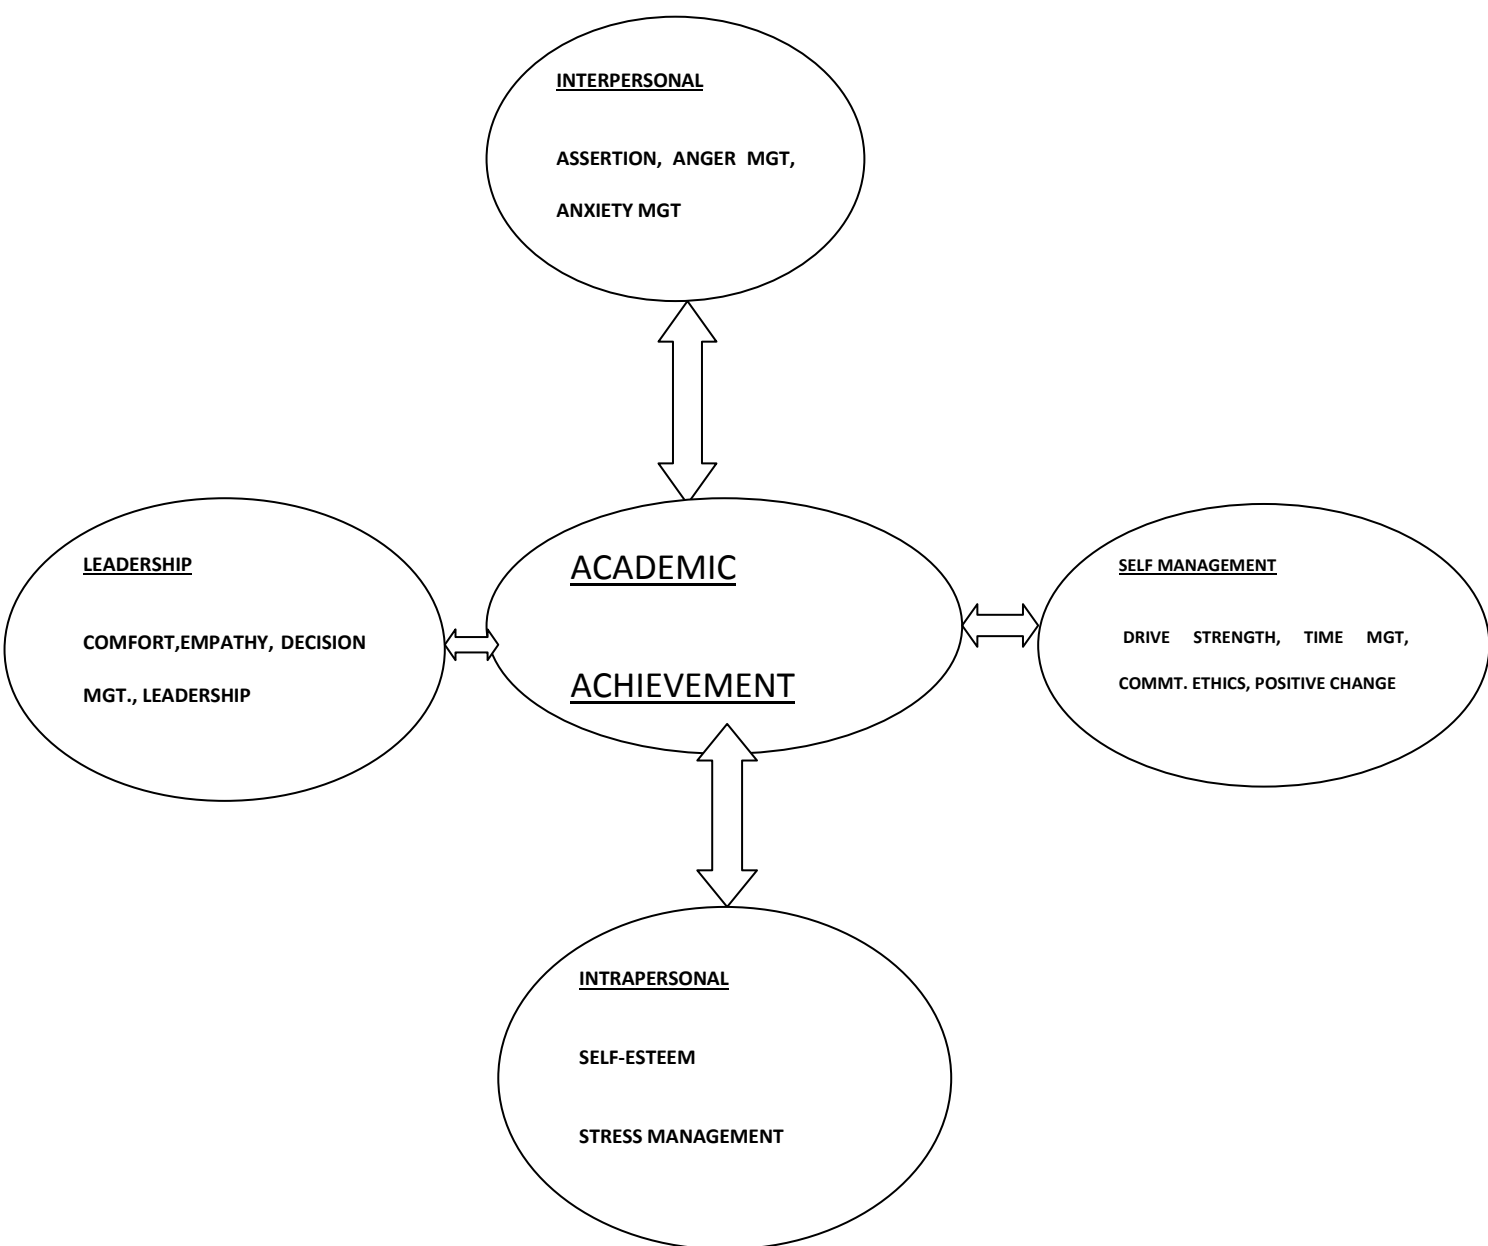 INTERPERSONAL
ASSERTION, ANGER MGT,
ANXIETY MGT
LEADERSHIP
COMFORT,EMPATHY, DECISION
MGT., LEADERSHIP
ACADEMIC
ACHIEVEMENT
SELF MANAGEMENT
DRIVE STRENGTH, TIME MGT,
COMMT. ETHICS, POSITIVE CHANGE
INTRAPERSONAL
SELF-ESTEEM
STRESS MANAGEMENT